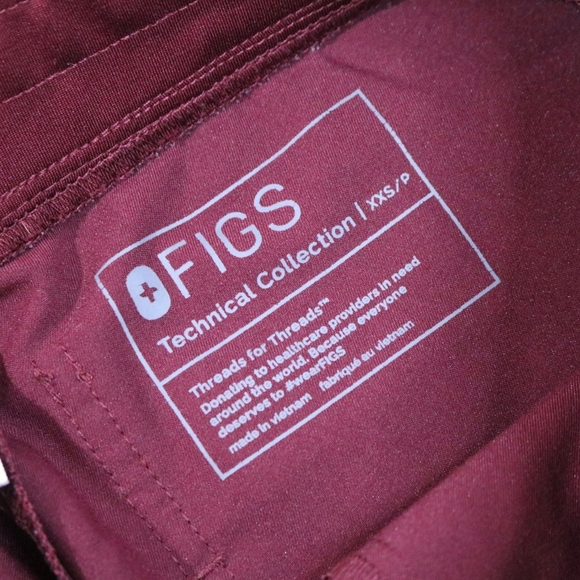 FIGS
Technical Collection | XXS/P
Threads for Threads™
Donating to healthcare providers in need
around the world. Because everyone
deserves to #wearFIGS
made in vietnam fabriqué au vietnam